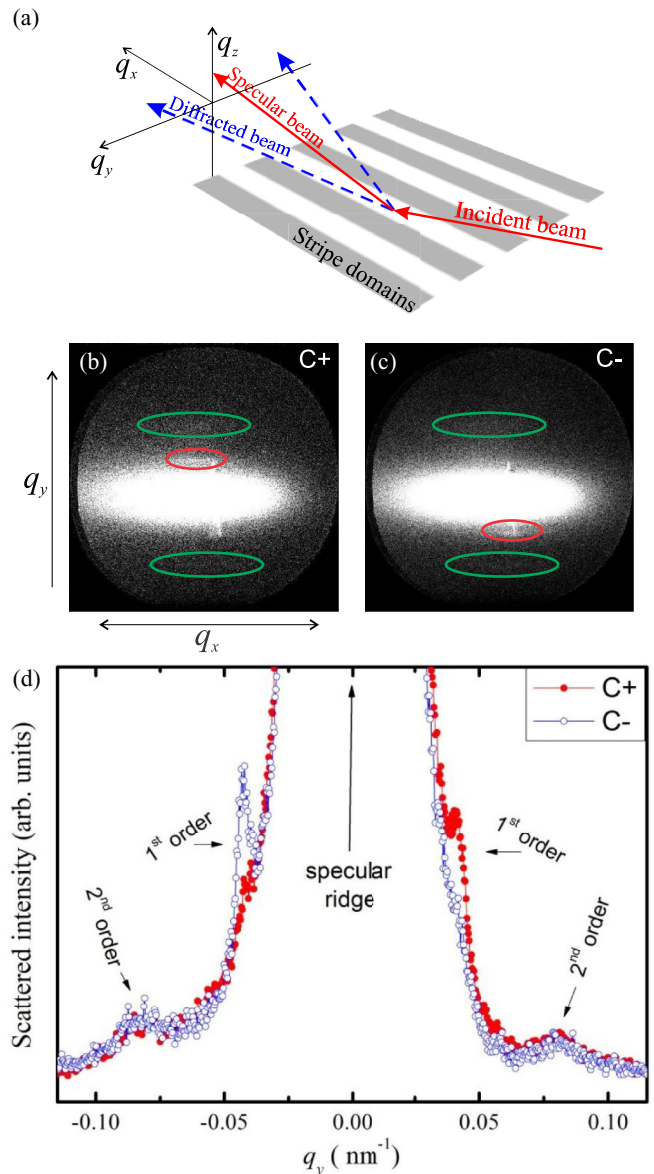 (a)
q_z
q_x
Specular beam
Diffracted beam
q_y
Incident beam
Stripe domains
(b)
C+
(c)
C-
q_y
q_x
(d)
C+
C-
1st order
1st order
specular
ridge
2nd order
2nd order
Scattered intensity (arb. units)
-0.10
-0.05
0.00
0.05
0.10
q_y ( nm⁻¹)